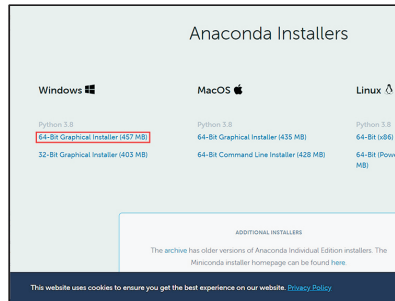 Anaconda Installers
Windows
MacOS
Linux
Python 3.8
Python 3.8
Python 3.8
64-Bit Graphical Installer (457 MB)
64-Bit Graphical Installer (435 MB)
64-Bit (x86)
32-Bit Graphical Installer (403 MB)
64-Bit Command Line Installer (428 MB)
64-Bit (Pow
MB)
ADDITIONAL INSTALLERS
The archive has older versions of Anaconda Individual Edition installers. The
Miniconda installer homepage can be found here.
This website uses cookies to ensure you get the best experience on our website. Privacy Policy